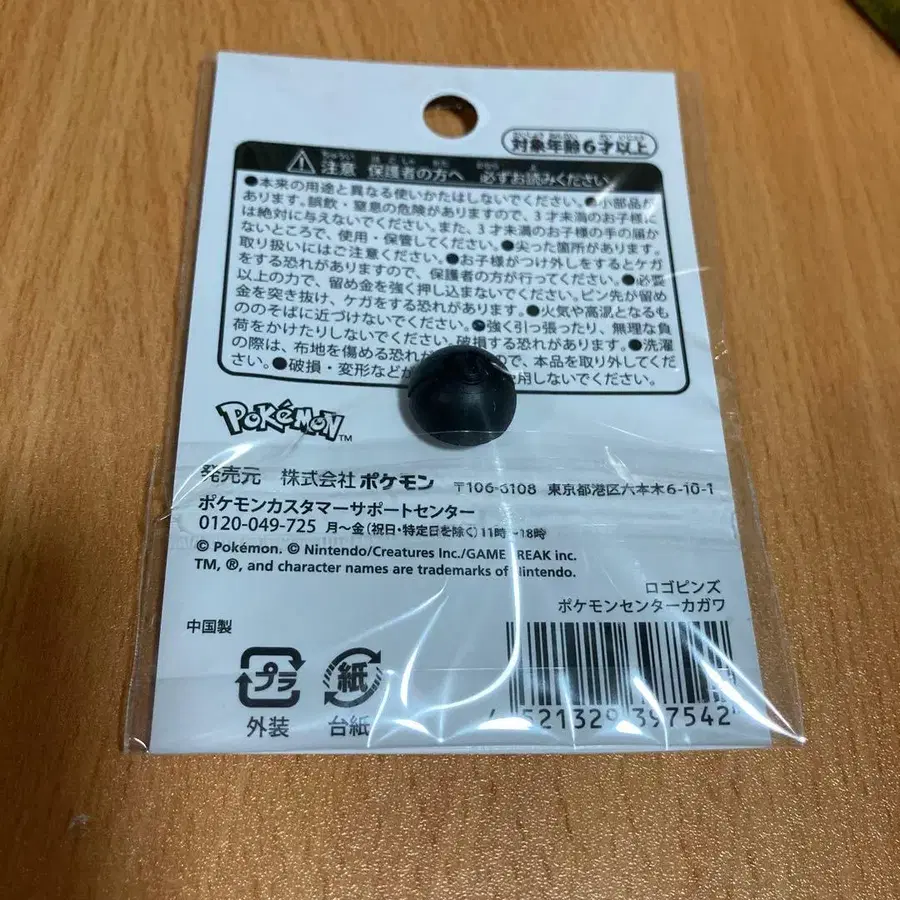 対象年齢6才以上
注意 保護者の方へ 必ずお読みください
●本来の用途と異なる使いかたはしないでください。●小部品が
あります。誤飲・窒息の危険がありますので、3才未満のお子様に
は絶対に与えないでください。また、3才未満のお子様の手の届か
ないところで、使用・保管してください。●尖った箇所があります。
取り扱いにはご注意ください。●お子様がつけ外しをするとケガ
をする恐れがありますので、保護者の方が行ってください。●必要
以上の力で、留め金を強く押し込まないでください。ピン先が留め
金を突き抜け、ケガをする恐れがあります。●火気や高温となるも
ののそばに近づけないでください。●強く引っ張ったり、無理な負
荷をかけたりしないでください。破損する恐れがあります。●洗濯
の際は、布地を傷める恐れ ので、本品を取り外してくだ
●破損・変形などが 用しないでください。
POKéMON™
発売元 株式会社ポケモン 〒106-6108 東京都港区六本木6-10-1
ポケモンカスタマーサポートセンター
0120-049-725 月~金(祝日・特定日を除く)11時~18時
© Pokémon. © Nintendo/Creatures Inc./GAME FREAK inc.
TM, ®, and character names are trademarks of Nintendo.
ロゴピンズ
ポケモンセンターカガワ
中国製
プラ 紙
外装 台紙
4 521329 397542